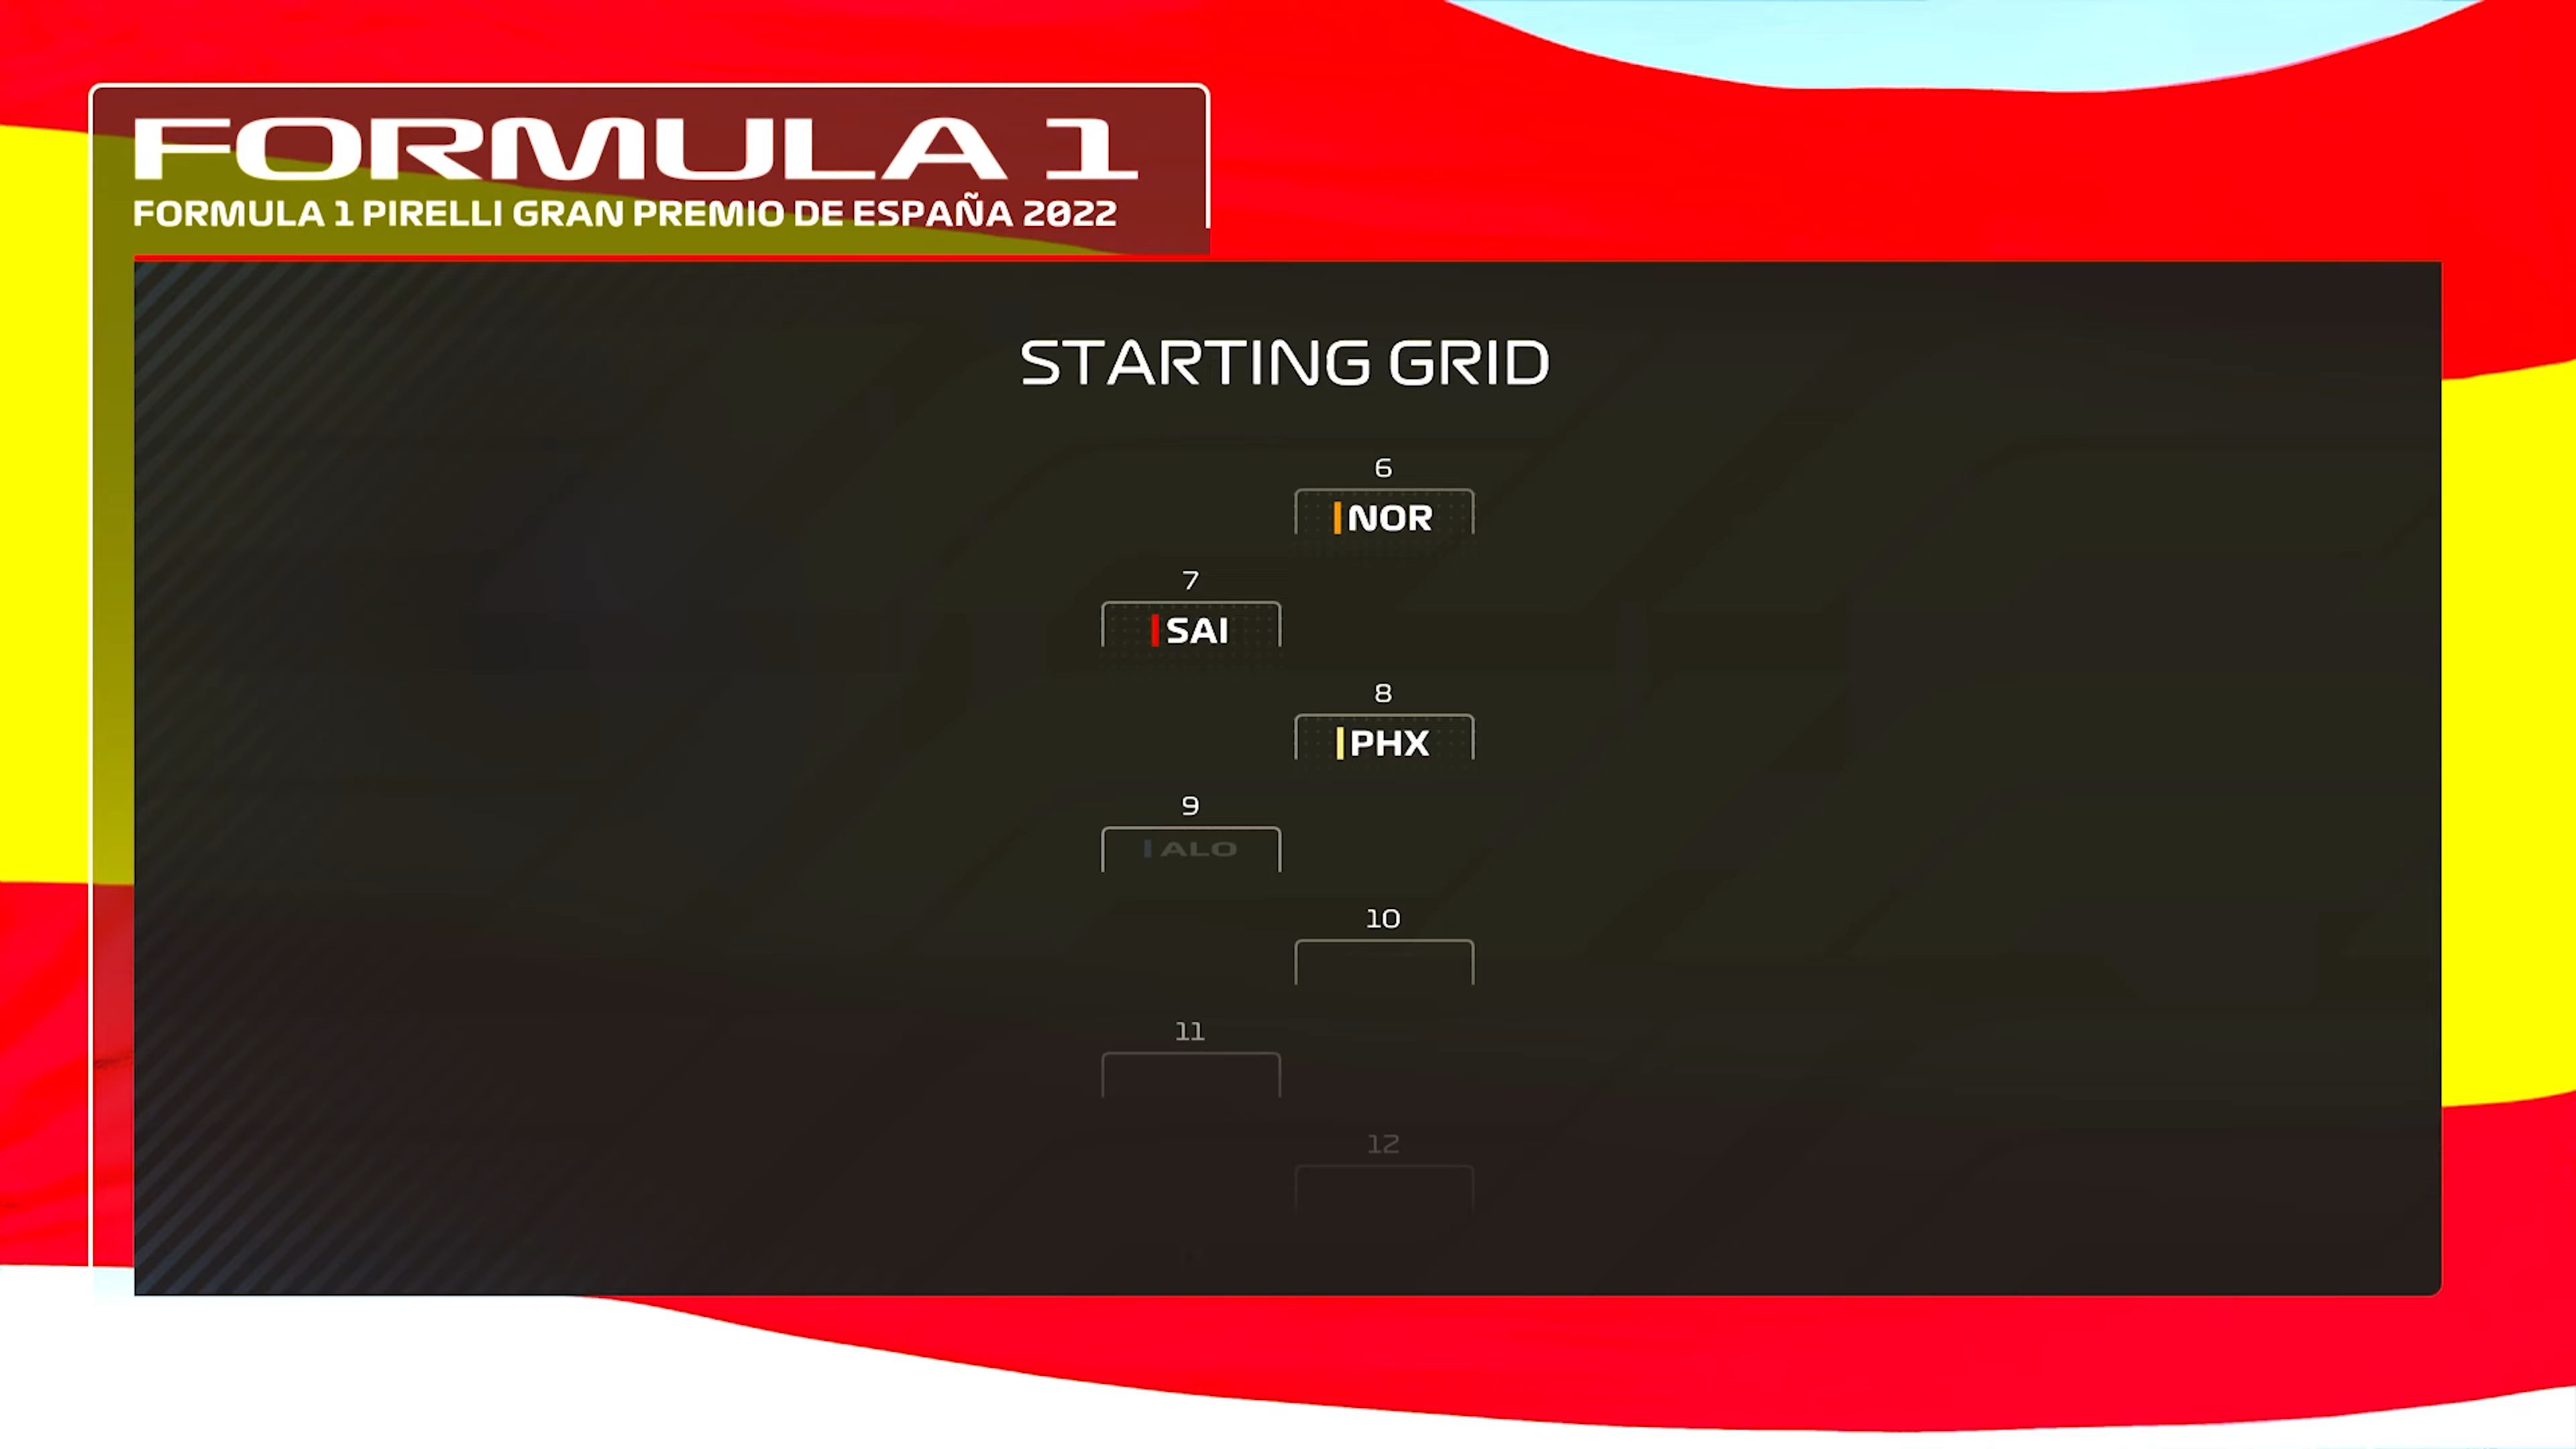 FORMULA 1
FORMULA 1 PIRELLI GRAN PREMIO DE ESPAÑA 2022
STARTING GRID
6
NOR
7
SAI
8
PHX
9
ALO
10
11
12